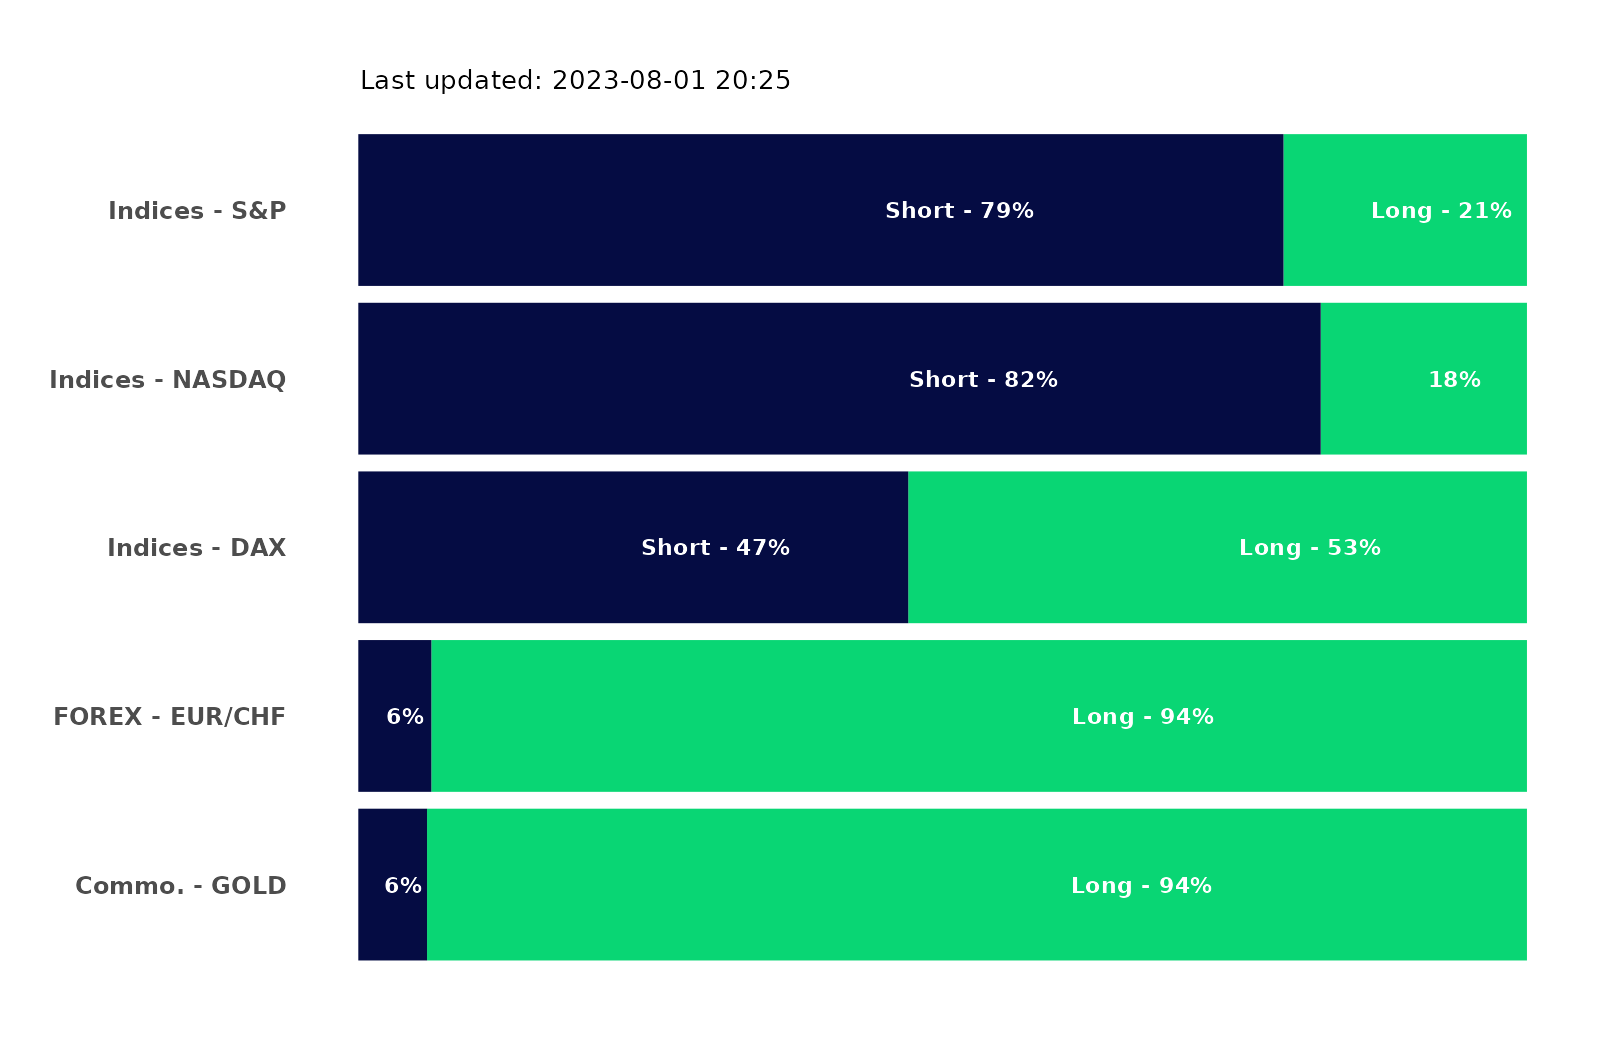 Last updated: 2023-08-01 20:25
Indices - S&P Short - 79% Long - 21%
Indices - NASDAQ Short - 82% 18%
Indices - DAX Short - 47% Long - 53%
FOREX - EUR/CHF 6% Long - 94%
Commo. - GOLD 6% Long - 94%